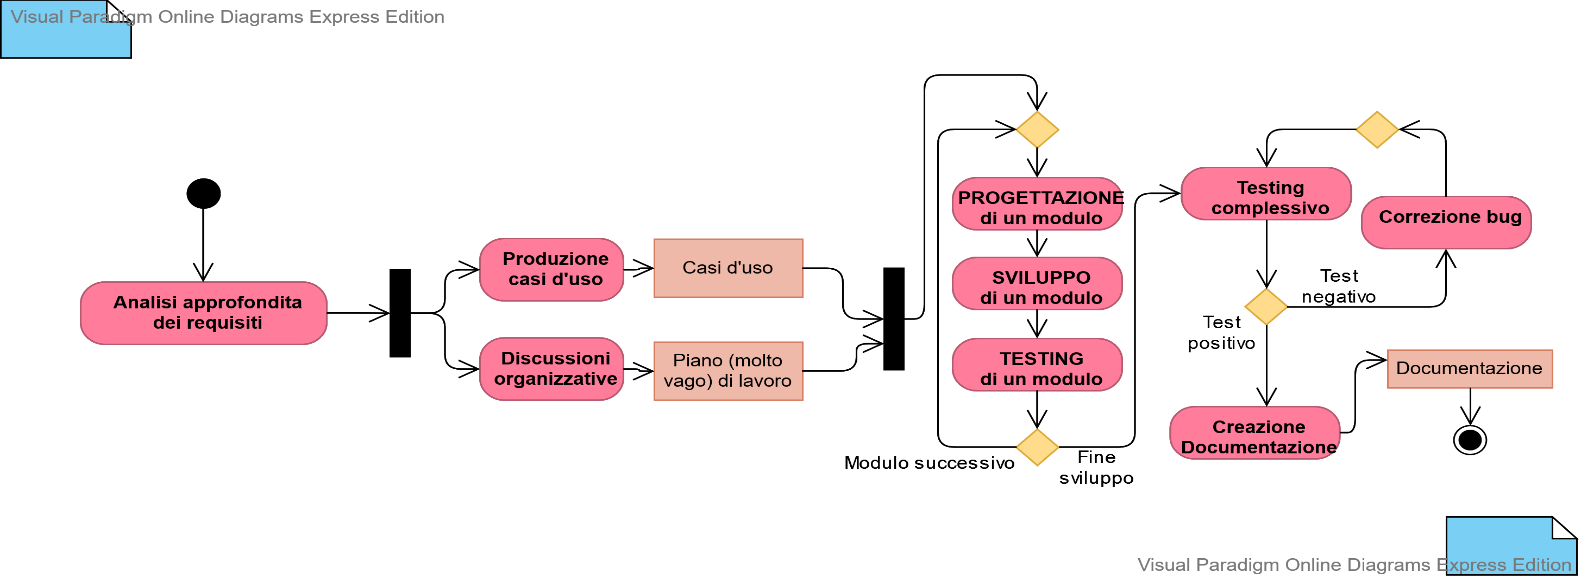 Visual Paradigm Online Diagrams Express Edition
Analisi approfondita
dei requisiti
Produzione
casi d'uso
Casi d'uso
Discussioni
organizzative
Piano (molto
vago) di lavoro
PROGETTAZIONE
di un modulo
SVILUPPO
di un modulo
TESTING
di un modulo
Modulo successivo
Fine
sviluppo
Testing
complessivo
Correzione bug
Test
negativo
Test
positivo
Creazione
Documentazione
Documentazione
Visual Paradigm Online Diagrams Express Edition